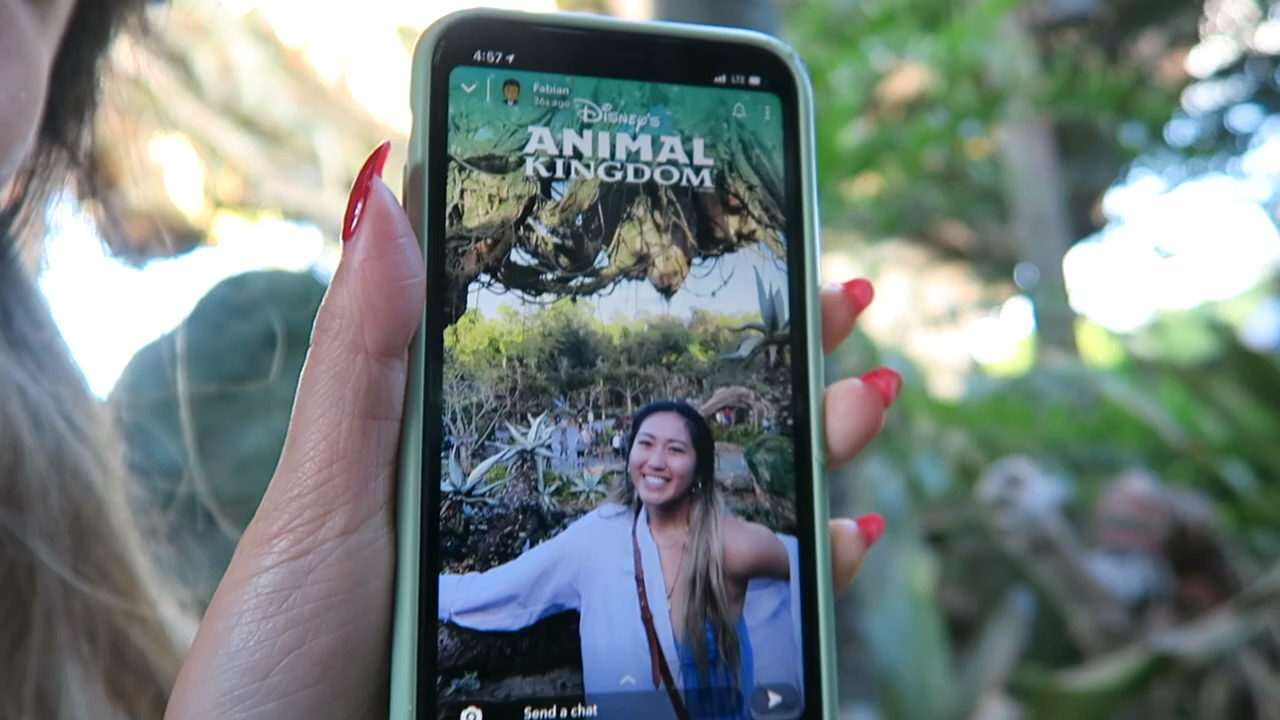 4:57
LTE
Fabian
36s ago
DISNEY'S
ANIMAL
KINGDOM
Send a chat